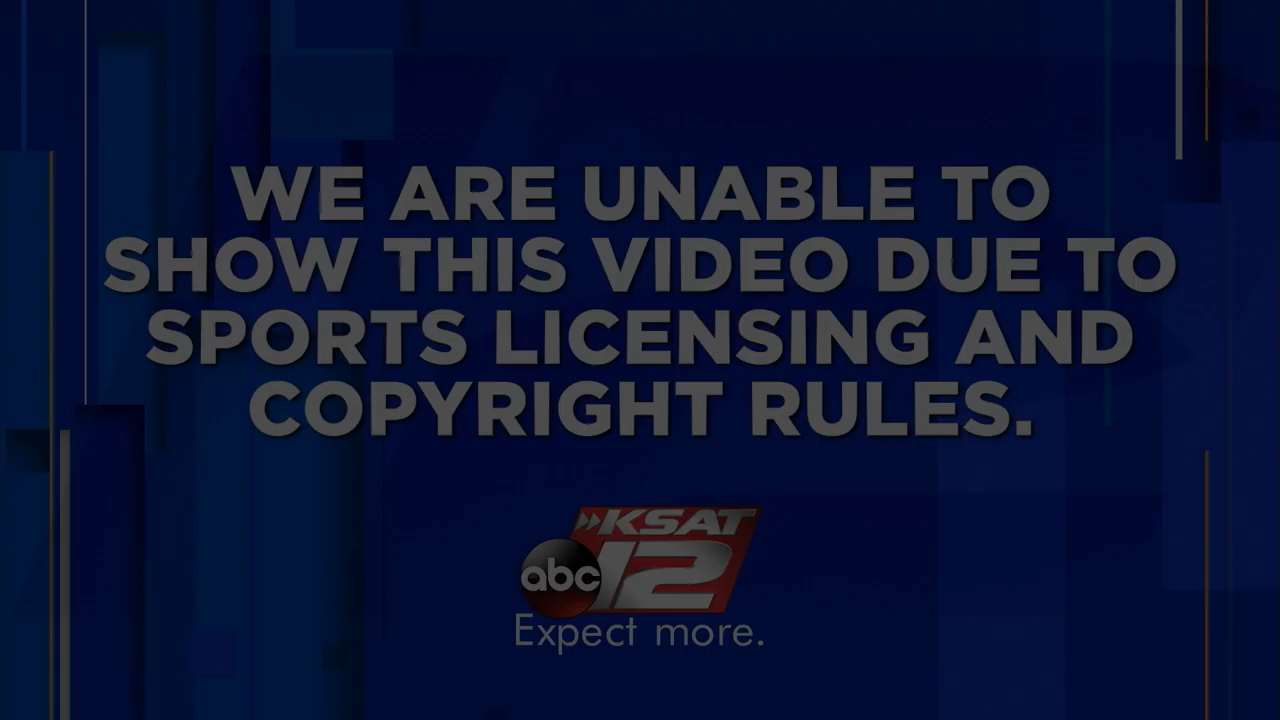 WE ARE UNABLE TO
SHOW THIS VIDEO DUE TO
SPORTS LICENSING AND
COPYRIGHT RULES.
KSAT
abc 12
Expect more.